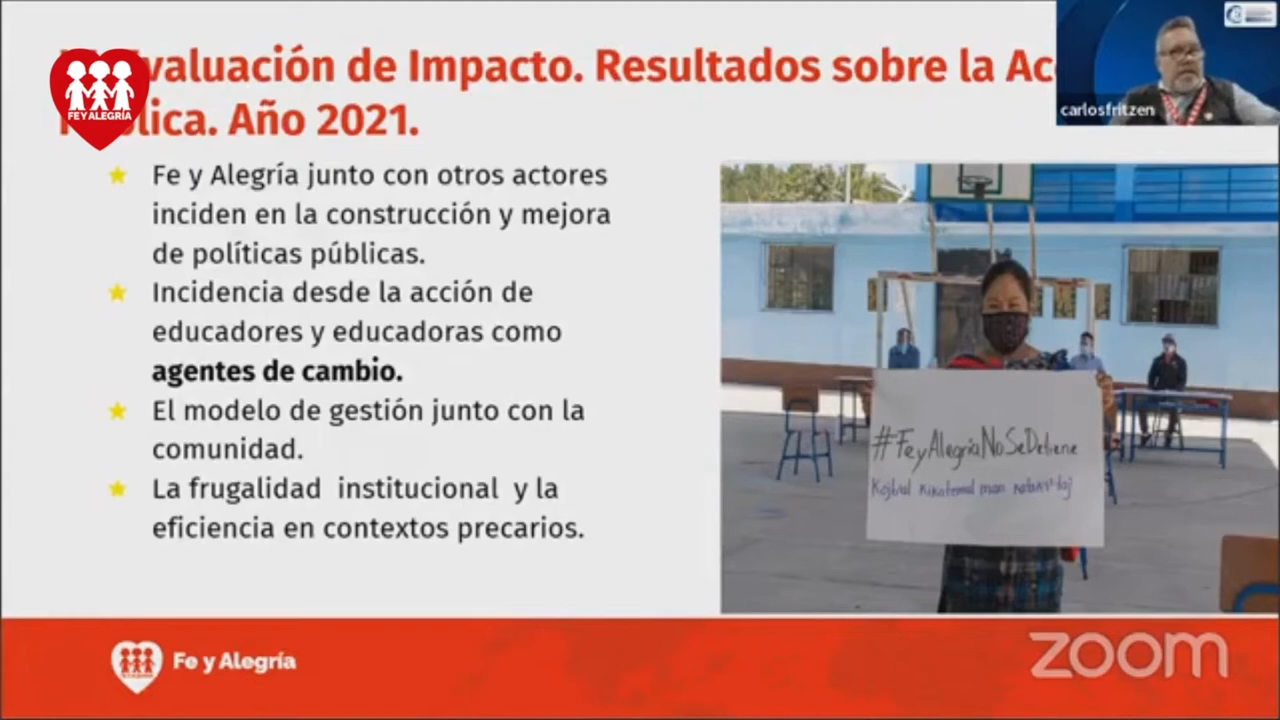 valuación de Impacto. Resultados sobre la Ac
lica. Año 2021.
FE Y ALEGRÍA
carlosfritzen
Fe y Alegría junto con otros actores
inciden en la construcción y mejora
de políticas públicas.
Incidencia desde la acción de
educadores y educadoras como
agentes de cambio.
El modelo de gestión junto con la
comunidad.
La frugalidad institucional y la
eficiencia en contextos precarios.
#FeyAlegríaNoSeDetiene
Fe y Alegría
zoom